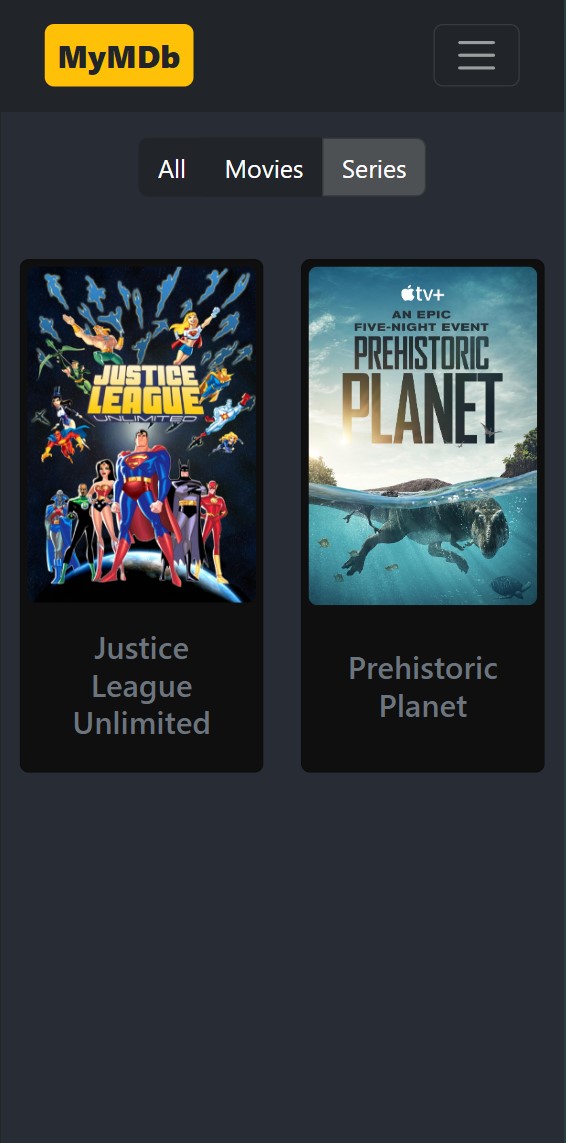 MyMDb
All Movies Series
JUSTICE
LEAGUE
UNLIMITED
tv+
AN EPIC
FIVE-NIGHT EVENT
PREHISTORIC
PLANET
Justice
League
Unlimited
Prehistoric
Planet